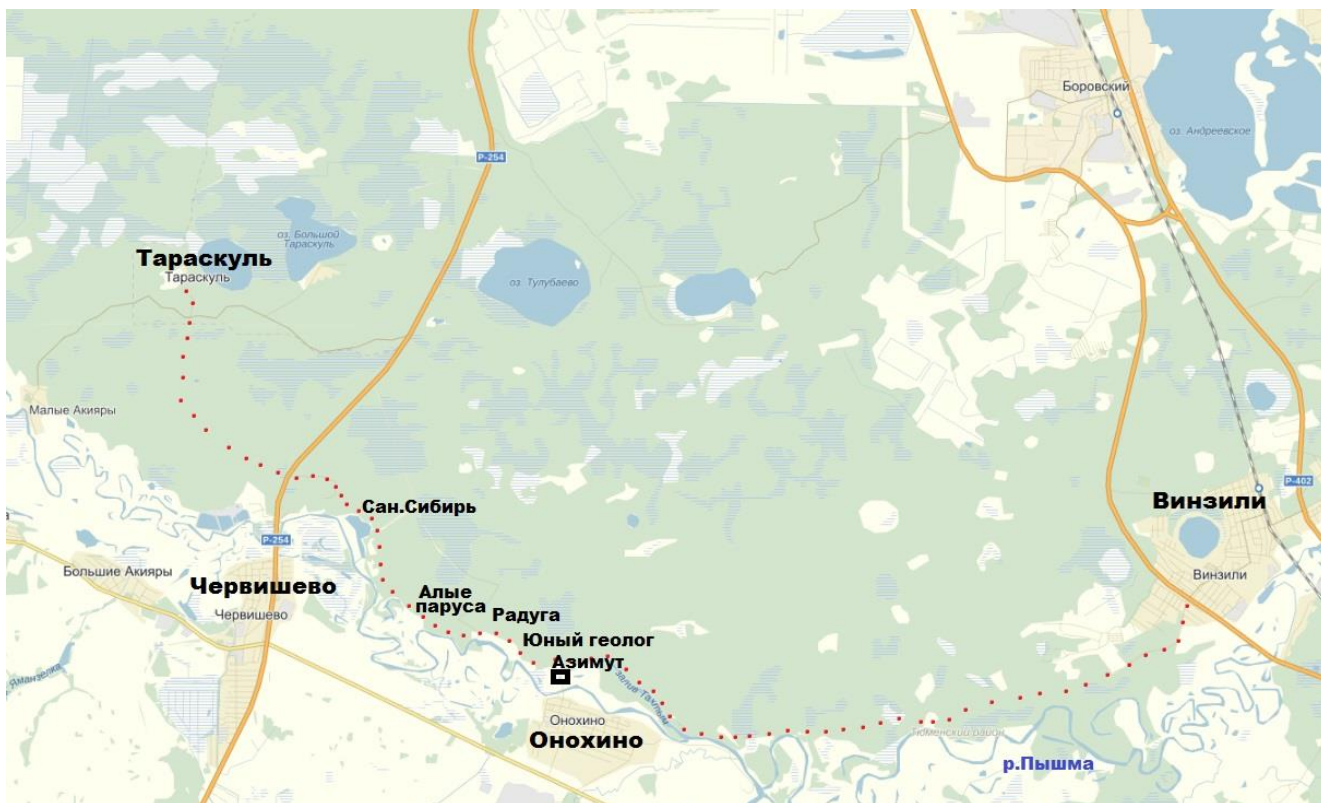 Боровский
оз. Андреевское
Р-254
оз. Большой
Тараскуль
Тараскуль
Тараскуль
оз. Тулубаево
Малые Акияры
Р-402
Винзили
Сан.Сибирь
Р-254
Большие Акияры
Винзили
Червишево
Алые
паруса
Червишево
Радуга
Юный геолог
Азимут
Яманзелка
Онохино
Онохино
Тюменский район
р.Пышма